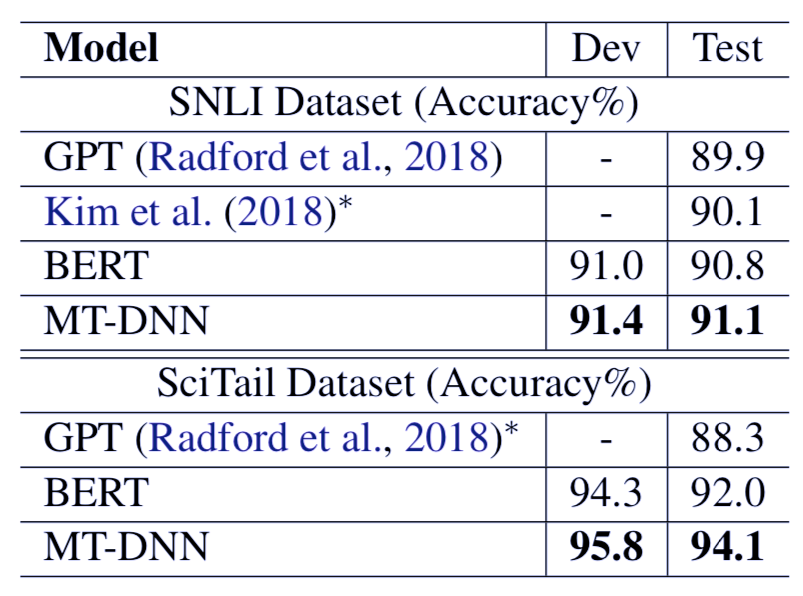 Model Dev Test
SNLI Dataset (Accuracy%)
GPT (Radford et al., 2018) - 89.9
Kim et al. (2018)* - 90.1
BERT 91.0 90.8
MT-DNN 91.4 91.1
SciTail Dataset (Accuracy%)
GPT (Radford et al., 2018)* - 88.3
BERT 94.3 92.0
MT-DNN 95.8 94.1